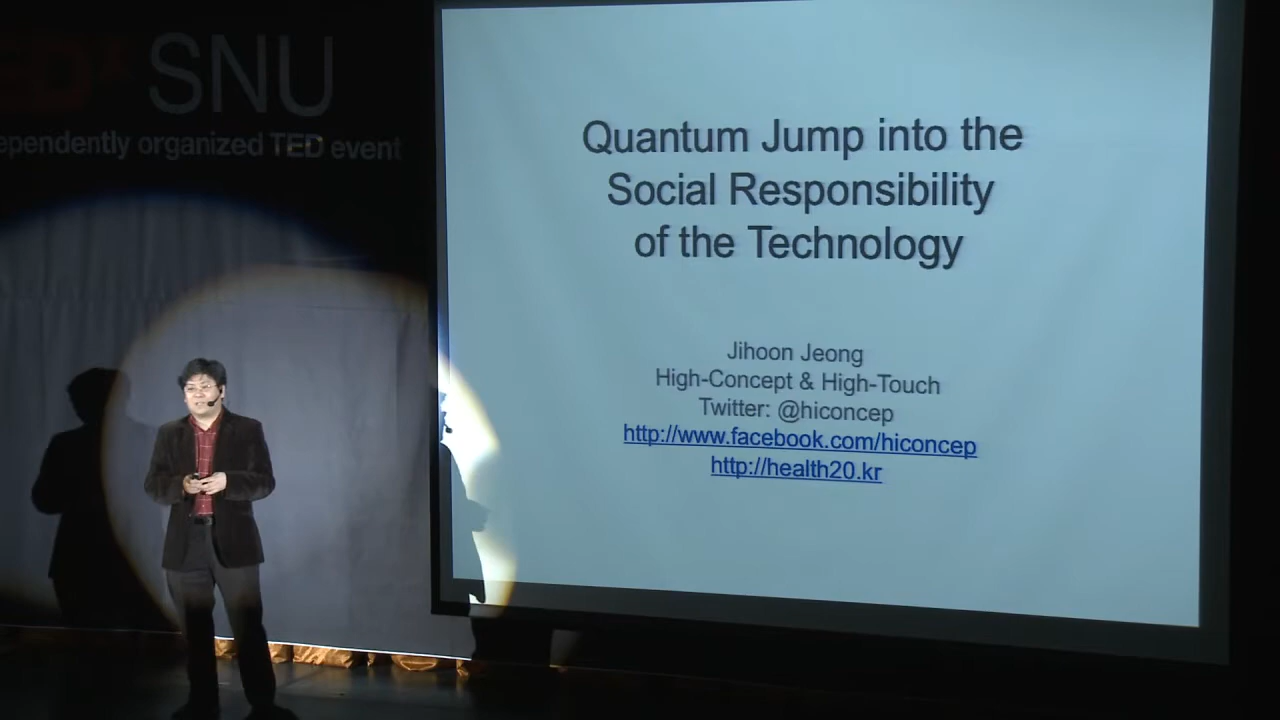 SNU
independently organized TED event
Quantum Jump into the
Social Responsibility
of the Technology
Jihoon Jeong
High-Concept & High-Touch
Twitter: @hiconcep
http://www.facebook.com/hiconcep
http://health20.kr